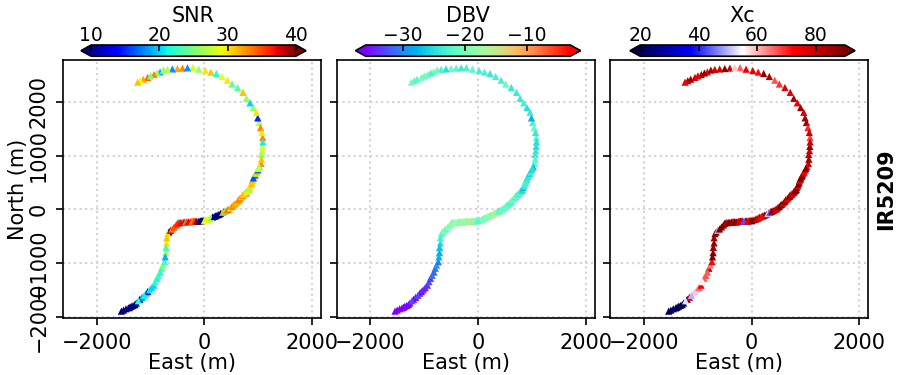 SNR
10 20 30 40
DBV
−30 −20 −10
Xc
20 40 60 80
North (m)
2000
1000
0
−1000
−2000
−2000 0 2000
East (m)
−2000 0 2000
East (m)
−2000 0 2000
East (m)
IR5209